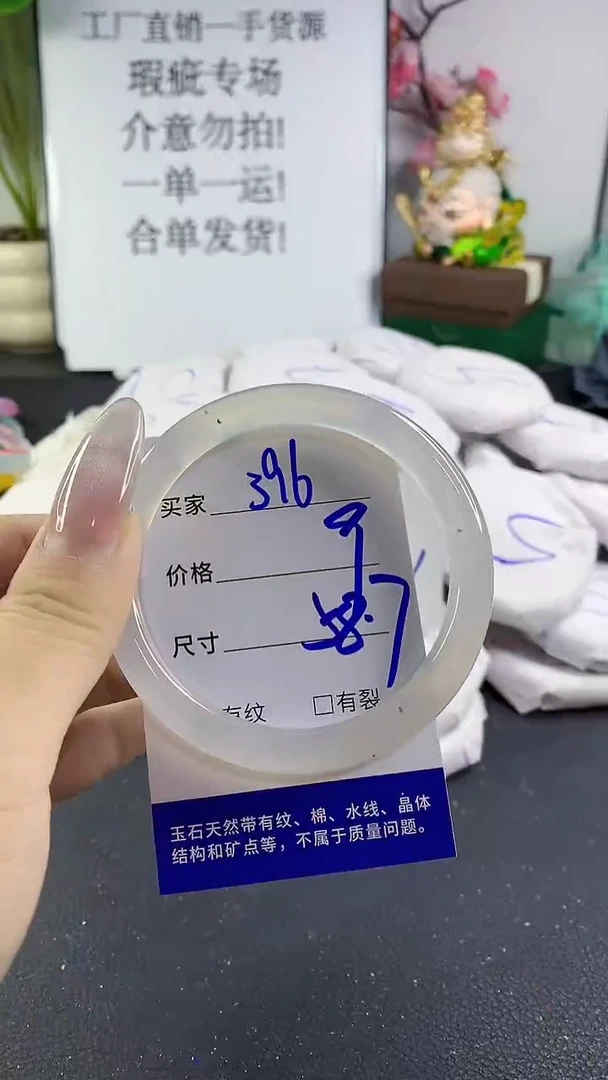 工厂直销一手货源
瑕疵专场
介意勿拍!
一单一运!
合单发货!
买家 396
价格
尺寸
有纹 □有裂
玉石天然带有纹、棉、水线、晶体
结构和矿点等，不属于质量问题。